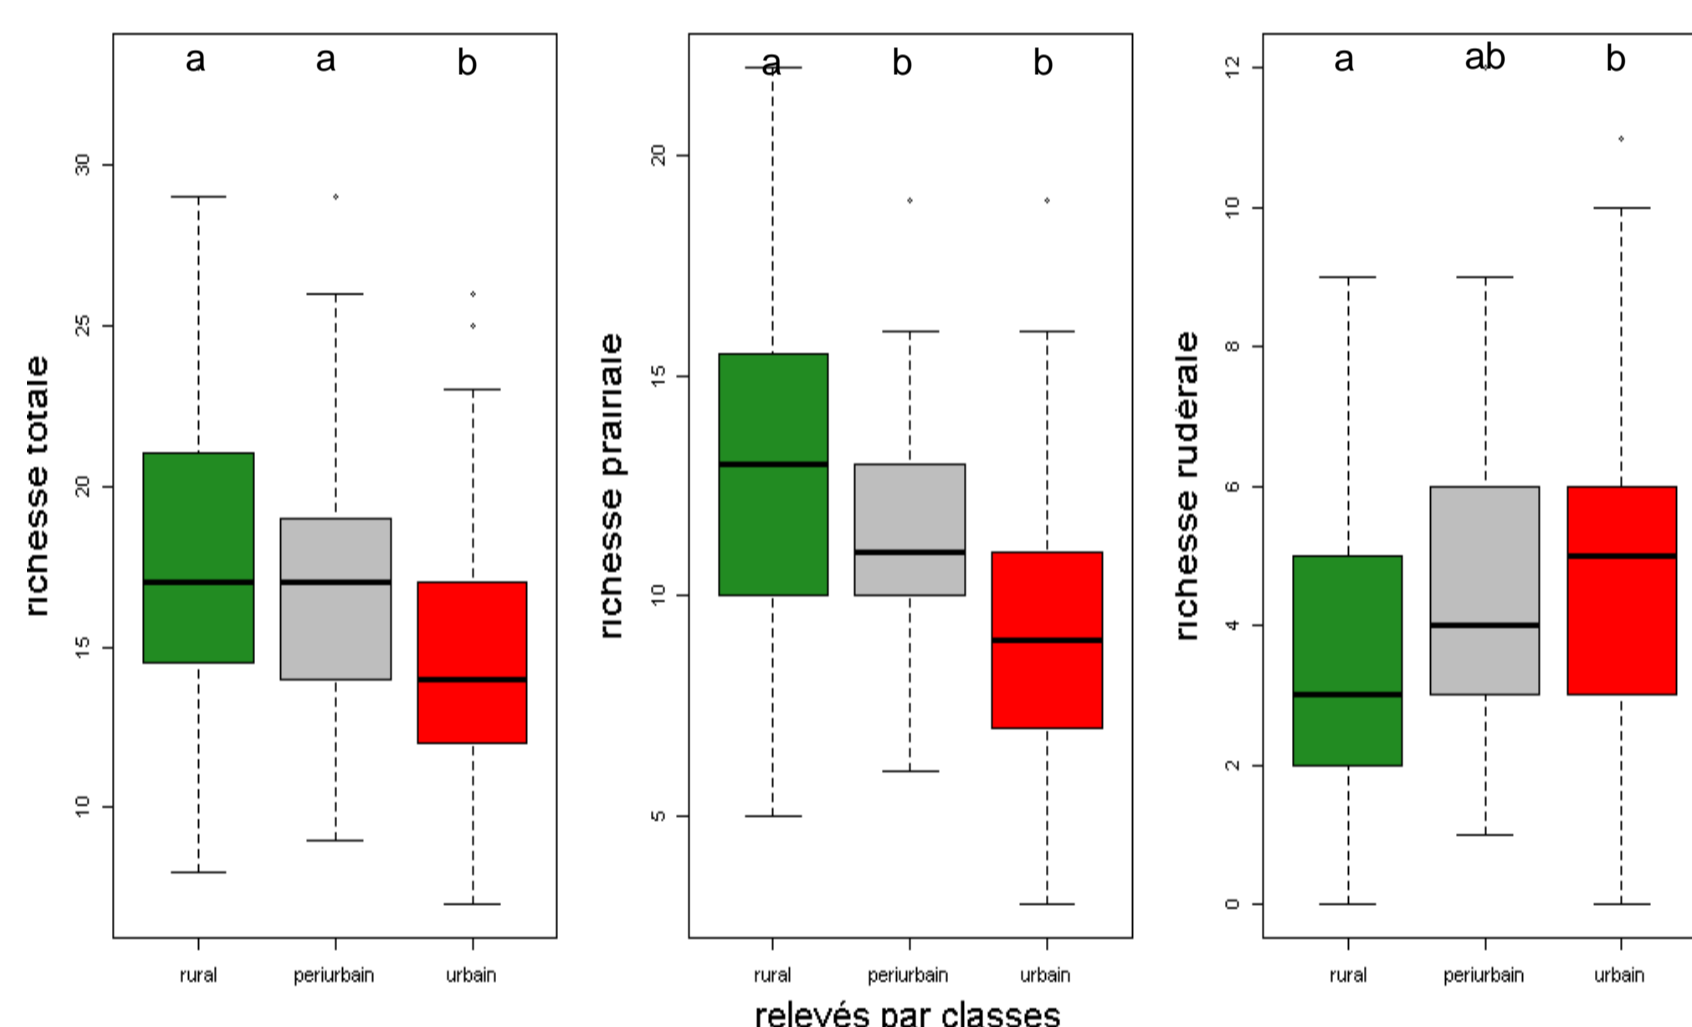 a a b
richesse totale
10 15 20 25 30
rural periurbain urbain
a b b
richesse prairiale
5 10 15 20
rural periurbain urbain
a ab b
richesse rudérale
0 2 4 6 8 10 12
rural periurbain urbain
relevés par classes